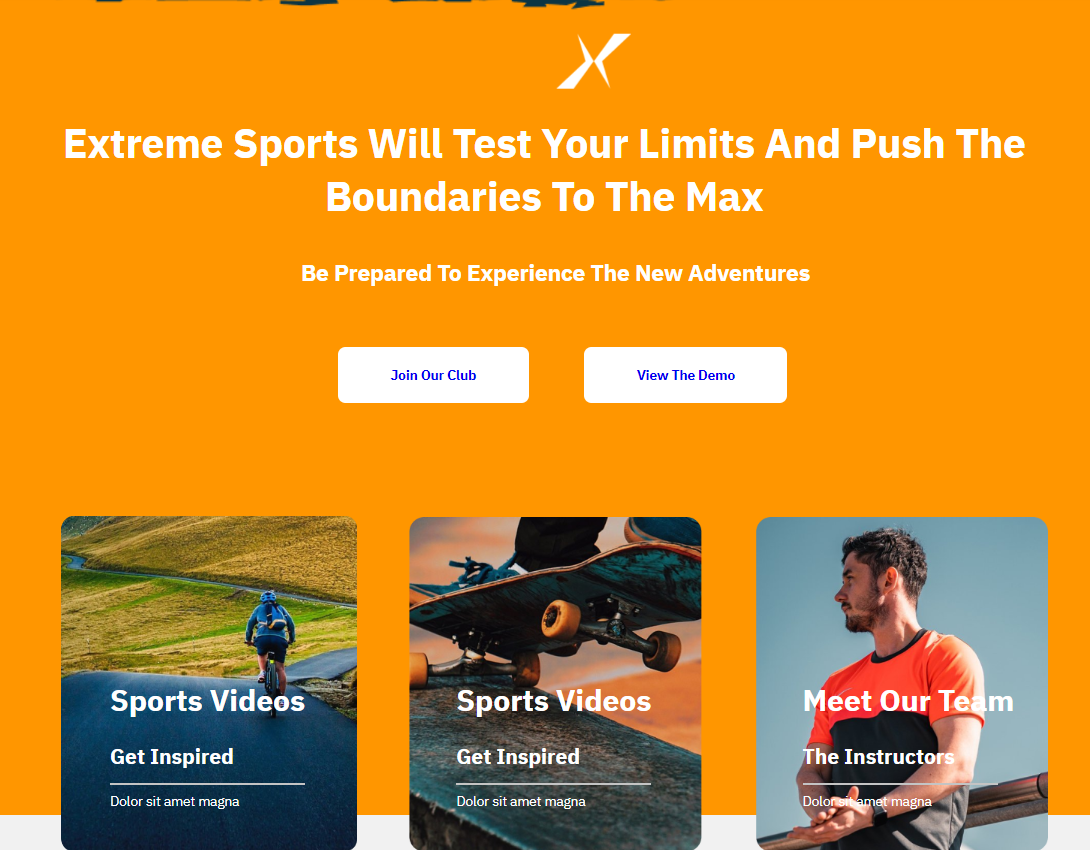 Extreme Sports Will Test Your Limits And Push The
Boundaries To The Max
Be Prepared To Experience The New Adventures
Join Our Club
View The Demo
Sports Videos
Get Inspired
Dolor sit amet magna
Sports Videos
Get Inspired
Dolor sit amet magna
Meet Our Team
The Instructors
Dolor sit amet magna